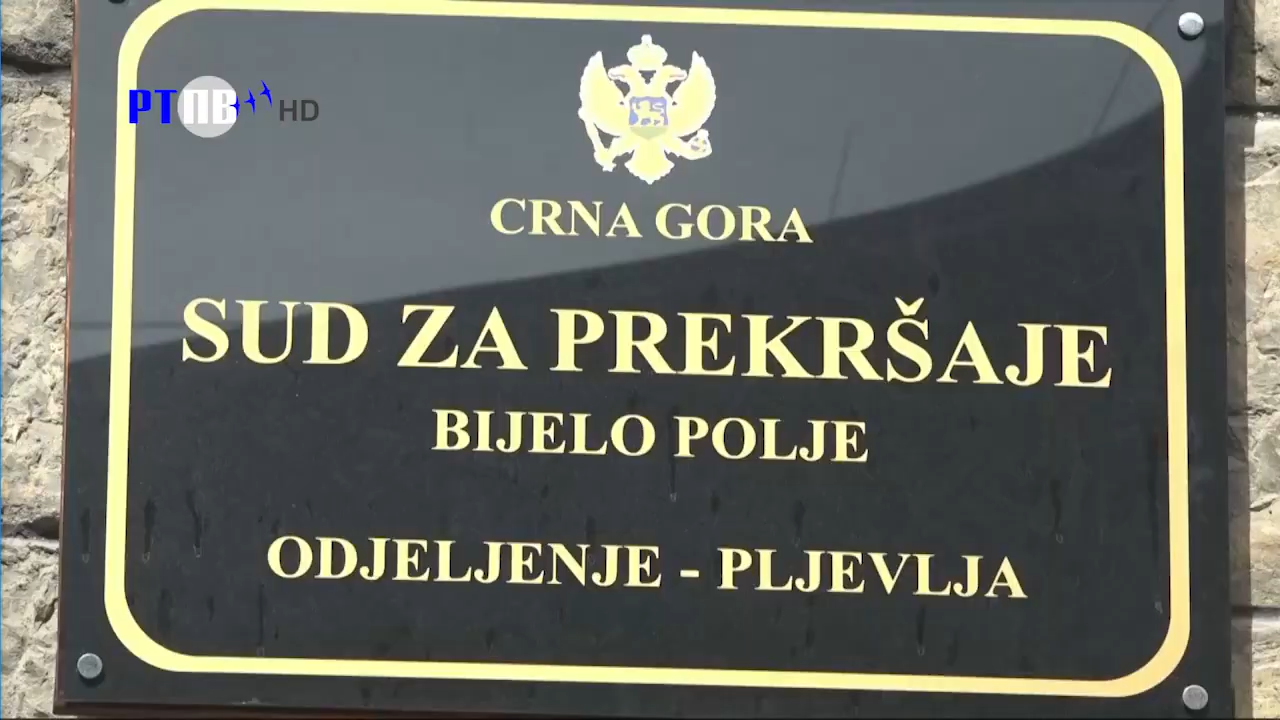 РТПВ HD
CRNA GORA
SUD ZA PREKRŠAJE
BIJELO POLJE
ODJELJENJE - PLJEVLJA